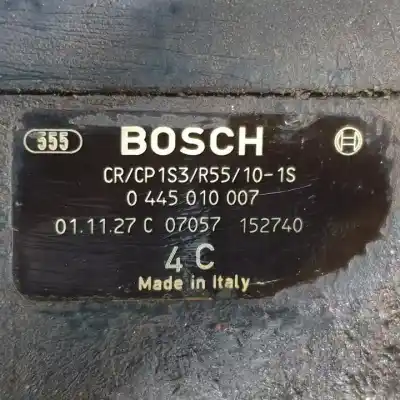 555 BOSCH
CR/CP1S3/R55/10-1S
0 445 010 007
01.11.27 C 07057 152740
4 C
Made in Italy